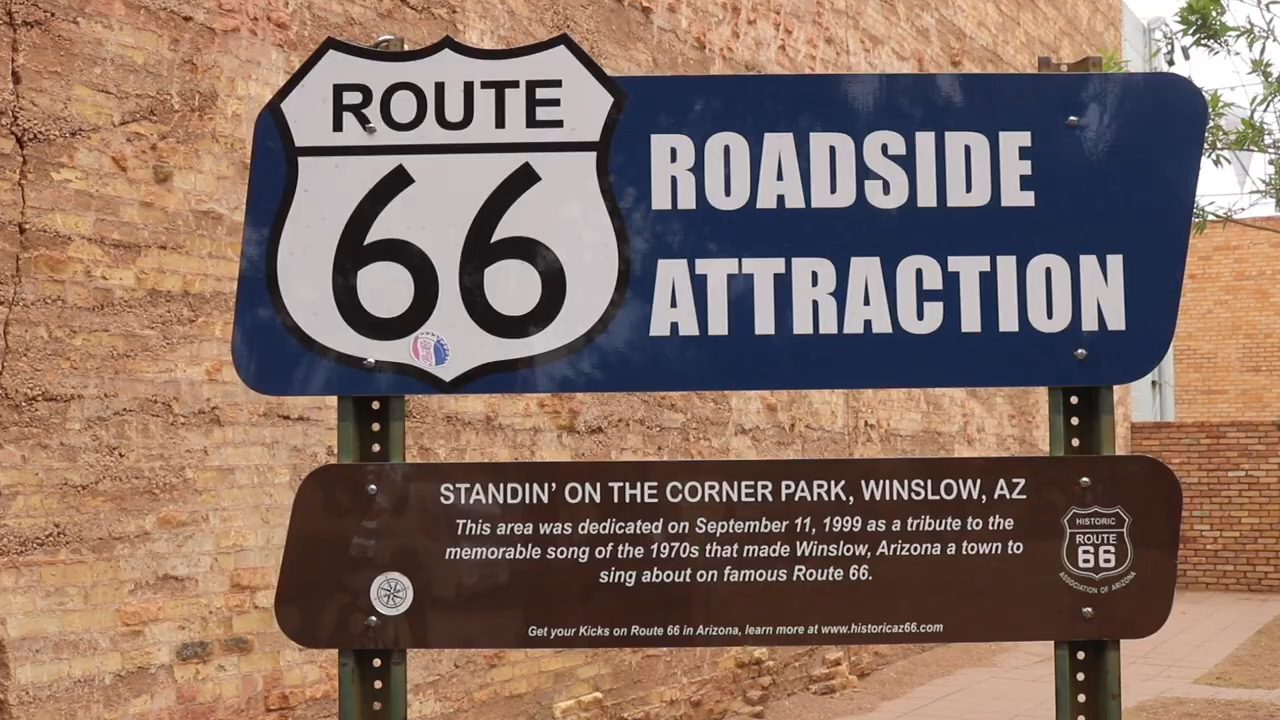 ROUTE
66
ROADSIDE
ATTRACTION
STANDIN' ON THE CORNER PARK, WINSLOW, AZ
This area was dedicated on September 11, 1999 as a tribute to the
memorable song of the 1970s that made Winslow, Arizona a town to
sing about on famous Route 66.
Get your Kicks on Route 66 in Arizona, learn more at www.historicaz66.com
HISTORIC
ROUTE
66
ASSOCIATION OF ARIZONA